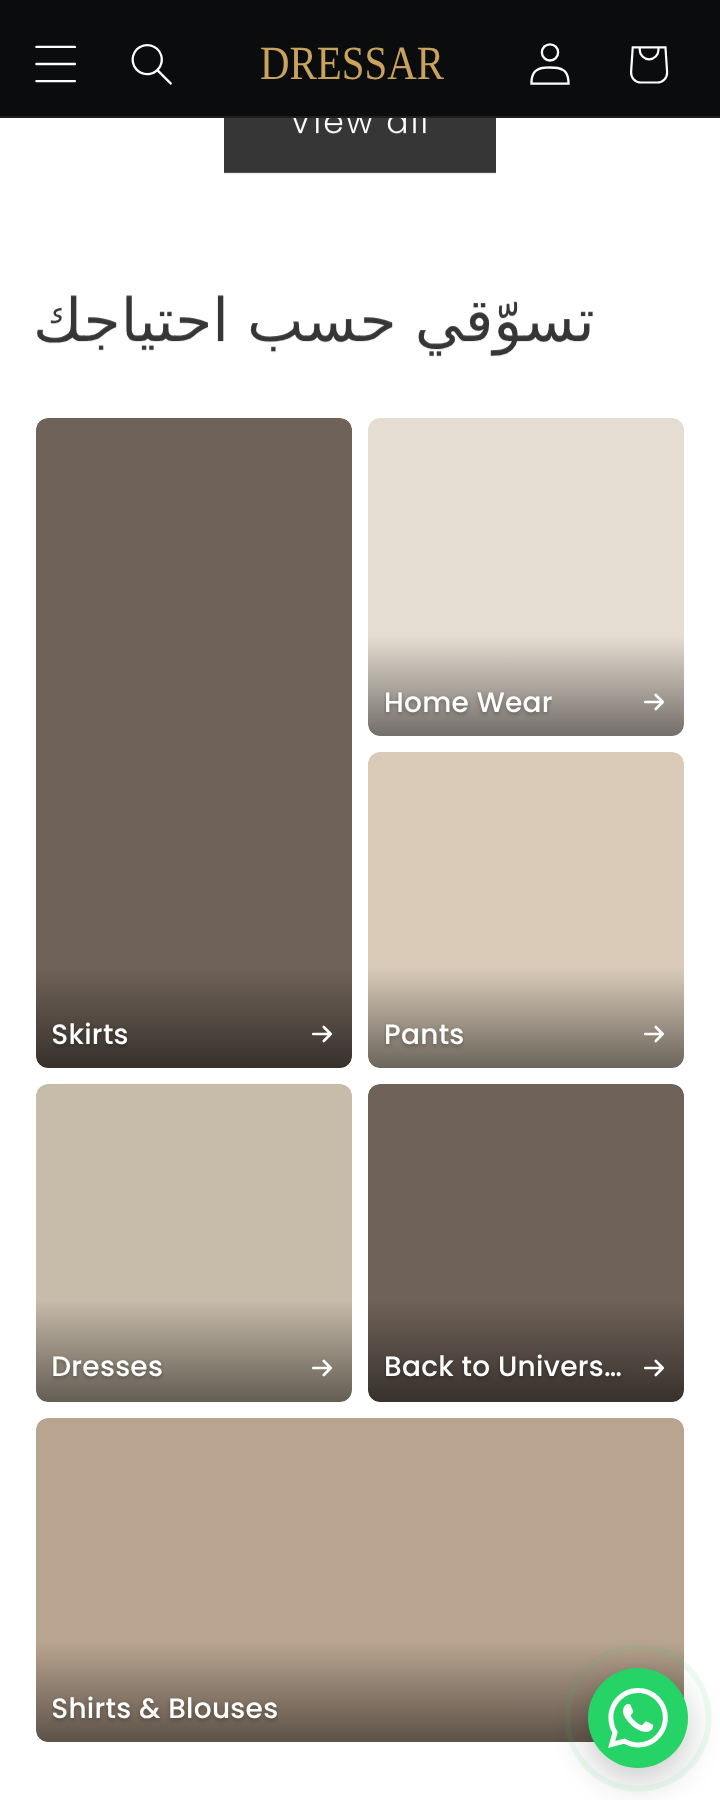 DRESSAR
View all
تسوّقي حسب احتياجك
Home Wear
Skirts
Pants
Dresses
Back to Univers...
Shirts & Blouses